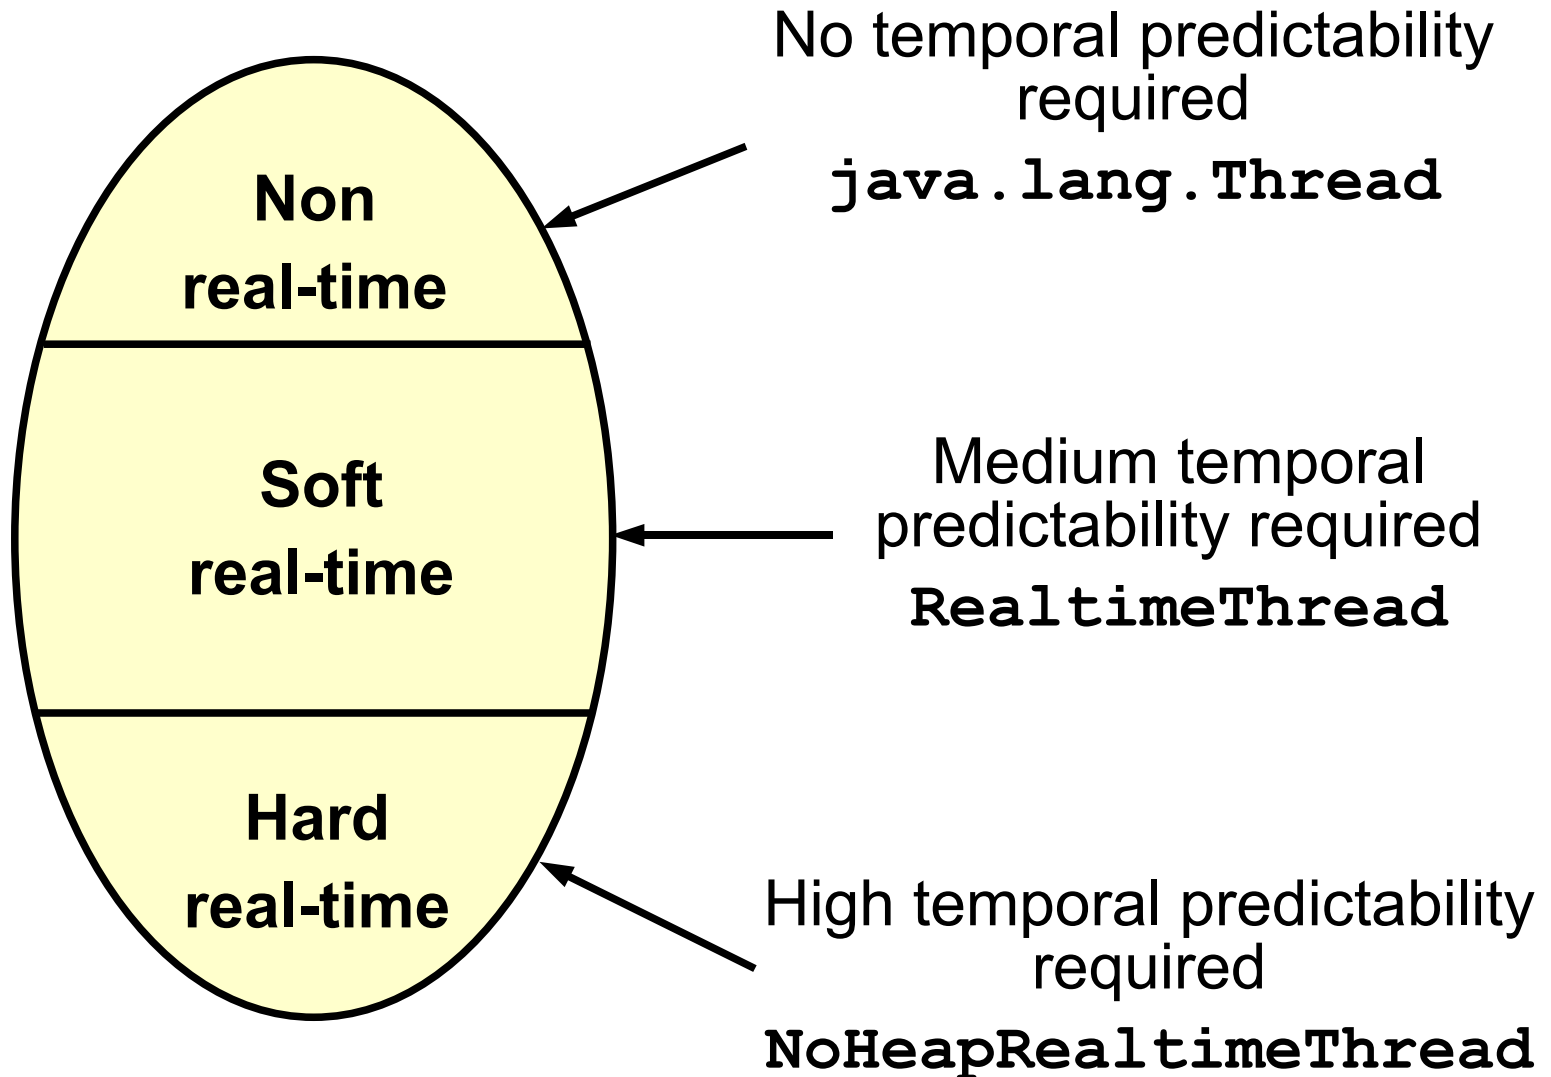 No temporal predictability
required
java.lang.Thread
Non
real-time
Medium temporal
predictability required
RealtimeThread
Soft
real-time
Hard
real-time
High temporal predictability
required
NoHeapRealtimeThread